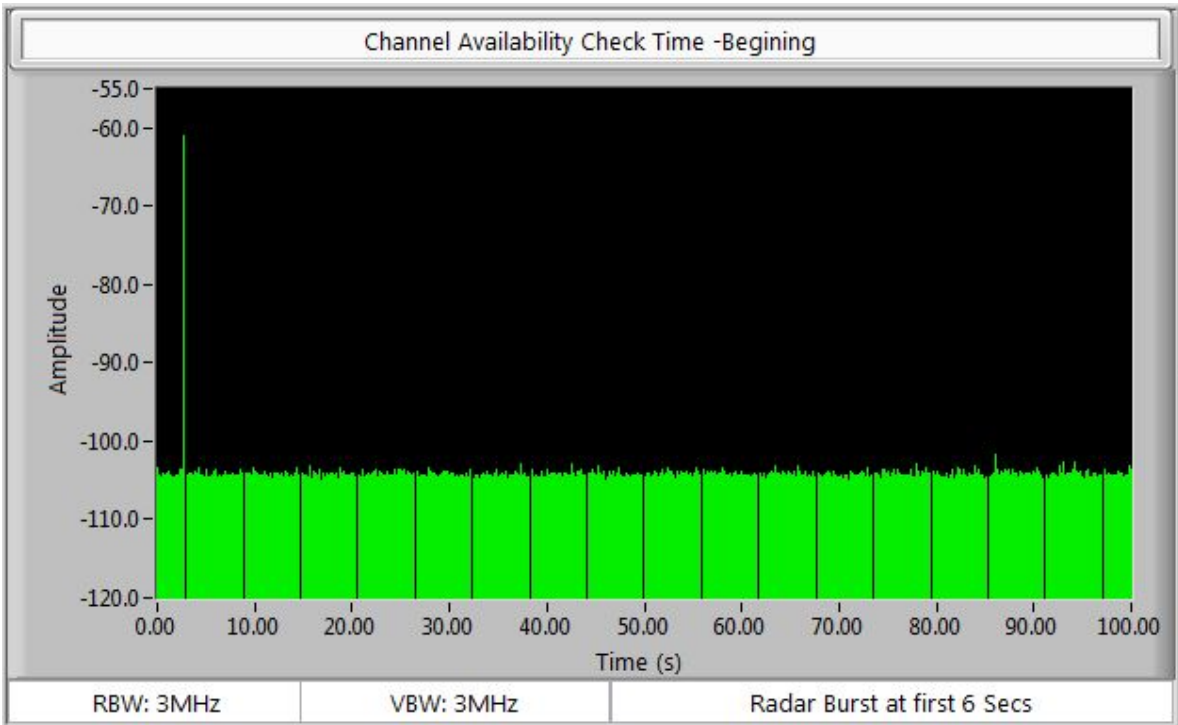 Channel Availability Check Time -Begining
-55.0
-60.0
-70.0
-80.0
-90.0
-100.0
-110.0
-120.0
Amplitude
0.00 10.00 20.00 30.00 40.00 50.00 60.00 70.00 80.00 90.00 100.00
Time (s)
RBW: 3MHz VBW: 3MHz Radar Burst at first 6 Secs